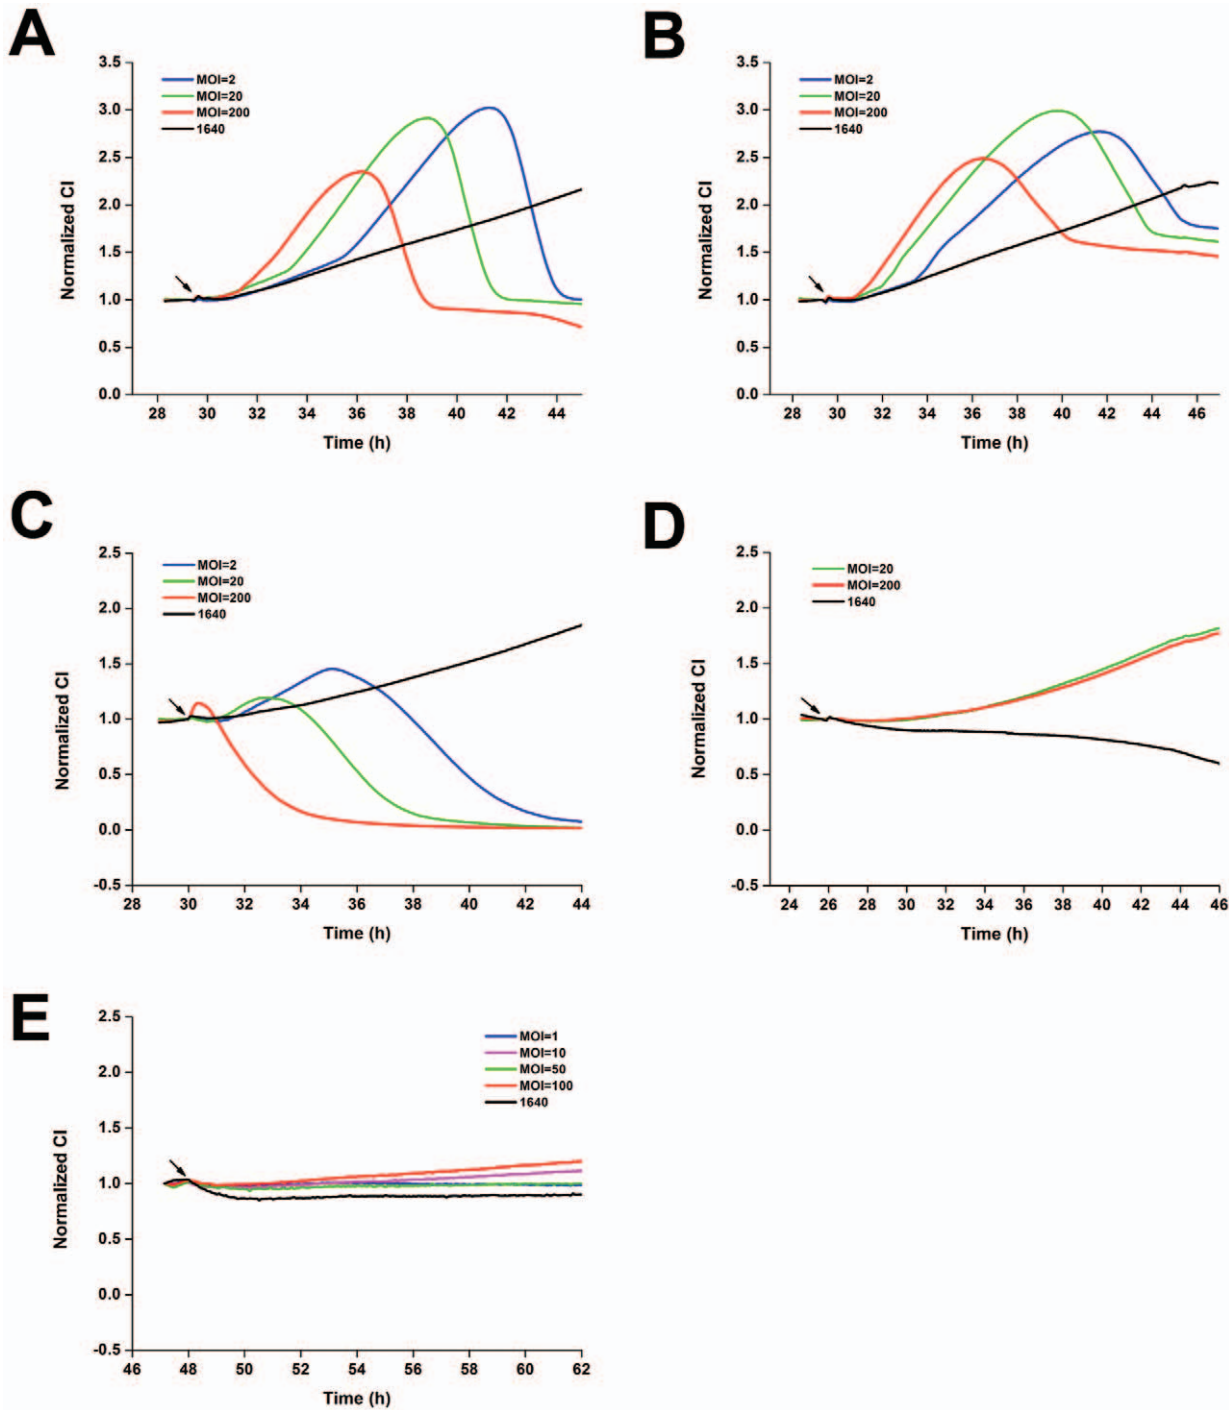 A
B
3.5
3.0
2.5
2.0
1.5
1.0
0.5
0.0
Normalized CI
MOI=2
MOI=20
MOI=200
1640
28 30 32 34 36 38 40 42 44
Time (h)
3.5
3.0
2.5
2.0
1.5
1.0
0.5
0.0
Normalized CI
MOI=2
MOI=20
MOI=200
1640
28 30 32 34 36 38 40 42 44 46
Time (h)
C
D
2.5
2.0
1.5
1.0
0.5
0.0
-0.5
Normalized CI
MOI=2
MOI=20
MOI=200
1640
28 30 32 34 36 38 40 42 44
Time (h)
2.5
2.0
1.5
1.0
0.5
0.0
-0.5
Normalized CI
MOI=20
MOI=200
1640
24 26 28 30 32 34 36 38 40 42 44 46
Time (h)
E
2.5
2.0
1.5
1.0
0.5
0.0
-0.5
Normalized CI
MOI=1
MOI=10
MOI=50
MOI=100
1640
46 48 50 52 54 56 58 60 62
Time (h)